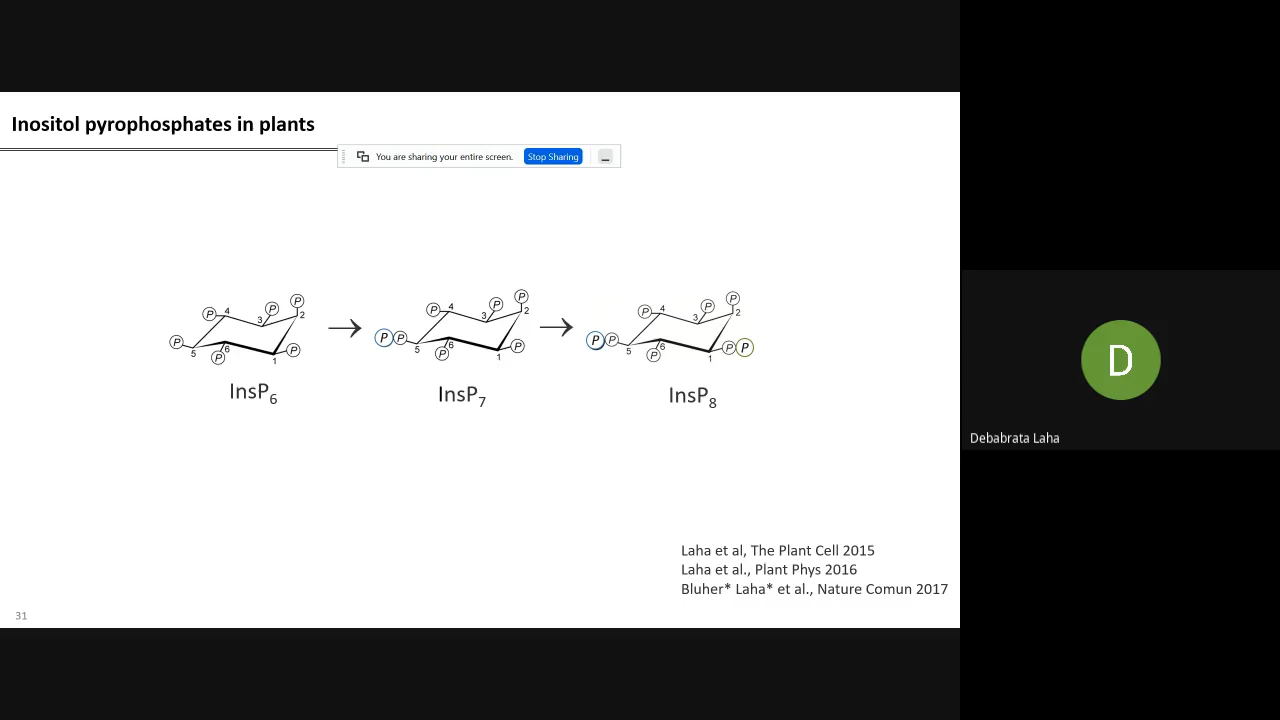 Inositol pyrophosphates in plants
You are sharing your entire screen. Stop Sharing
P 4 P 3 P 2 P 5 6 P 1 P
P 4 P 3 P 2 P P 5 6 P 1 P
P 4 P 3 P 2 P P 5 6 P 1 P P
InsP6
InsP7
InsP8
D
Debabrata Laha
Laha et al, The Plant Cell 2015
Laha et al., Plant Phys 2016
Bluher* Laha* et al., Nature Comun 2017
31